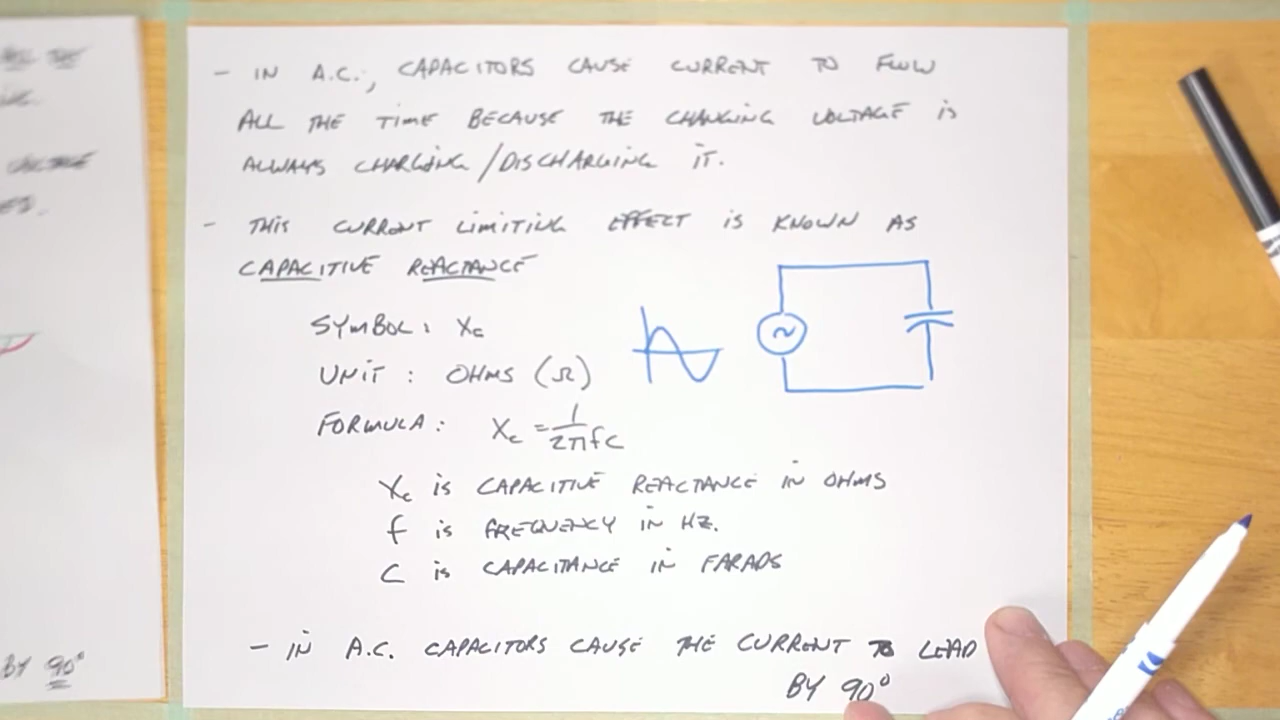 - IN A.C., CAPACITORS CAUSE CURRENT TO FLOW
ALL THE TIME BECAUSE THE CHANGING VOLTAGE IS
ALWAYS CHARGING/DISCHARGING IT.
- THIS CURRENT LIMITING EFFECT IS KNOWN AS
CAPACITIVE REACTANCE
SYMBOL: Xc
UNIT: OHMS (Ω)
FORMULA: Xc = 1/2πfC
Xc IS CAPACITIVE REACTANCE IN OHMS
f IS FREQUENCY IN HZ.
C IS CAPACITANCE IN FARADS
- IN A.C. CAPACITORS CAUSE THE CURRENT TO LEAD
BY 90°
BY 90°